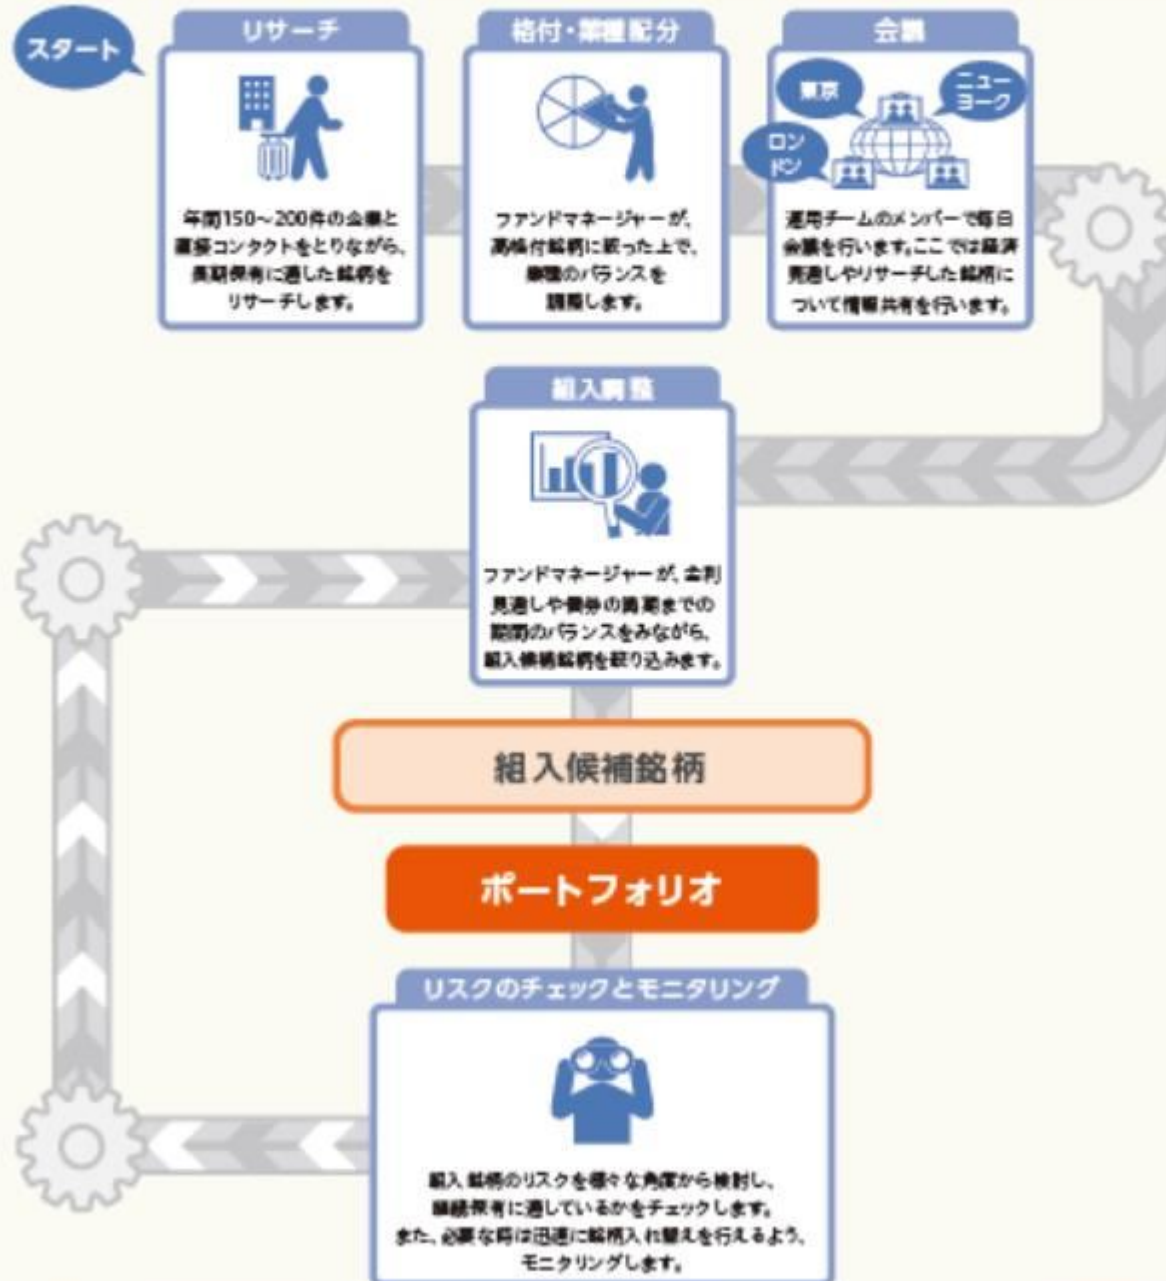 スタート
リサーチ
年間150～200件の企業と
直接コンタクトをとりながら、
長期保有に適した銘柄を
リサーチします。
格付・業種配分
ファンドマネージャーが、
高格付銘柄に絞った上で、
業種のバランスを
調整します。
会議
東京
ニュー
ヨーク
ロン
ドン
運用チームのメンバーで毎日
会議を行います。ここでは経済
見通しやリサーチした銘柄に
ついて情報共有を行います。
組入調整
ファンドマネージャーが、金利
見通しや債券の満期までの
期間のバランスをみながら、
組入候補銘柄を絞り込みます。
組入候補銘柄
ポートフォリオ
リスクのチェックとモニタリング
組入銘柄のリスクを様々な角度から検討し、
継続保有に適しているかをチェックします。
また、必要な時は迅速に銘柄入れ替えを行えるよう、
モニタリングします。